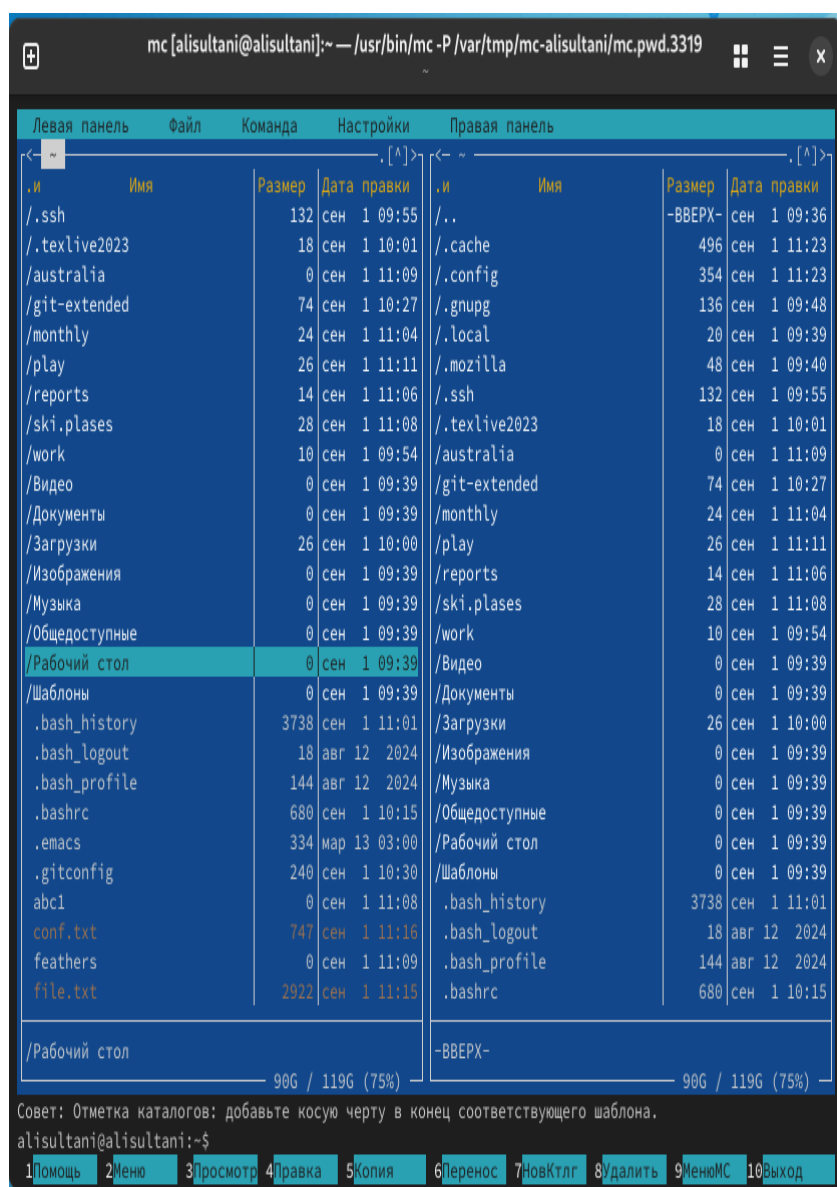 mc [alisultani@alisultani]:~ — /usr/bin/mc -P /var/tmp/mc-alisultani/mc.pwd.3319
~
Левая панель Файл Команда Настройки Правая панель
<— ~ .[^]> <— ~ .[^]>
.и Имя Размер Дата правки .и Имя Размер Дата правки
/.ssh 132 сен 1 09:55 /.. -ВВЕРХ- сен 1 09:36
/.texlive2023 18 сен 1 10:01 /.cache 496 сен 1 11:23
/australia 0 сен 1 11:09 /.config 354 сен 1 11:23
/git-extended 74 сен 1 10:27 /.gnupg 136 сен 1 09:48
/monthly 24 сен 1 11:04 /.local 20 сен 1 09:39
/play 26 сен 1 11:11 /.mozilla 48 сен 1 09:40
/reports 14 сен 1 11:06 /.ssh 132 сен 1 09:55
/ski.plases 28 сен 1 11:08 /.texlive2023 18 сен 1 10:01
/work 10 сен 1 09:54 /australia 0 сен 1 11:09
/Видео 0 сен 1 09:39 /git-extended 74 сен 1 10:27
/Документы 0 сен 1 09:39 /monthly 24 сен 1 11:04
/Загрузки 26 сен 1 10:00 /play 26 сен 1 11:11
/Изображения 0 сен 1 09:39 /reports 14 сен 1 11:06
/Музыка 0 сен 1 09:39 /ski.plases 28 сен 1 11:08
/Общедоступные 0 сен 1 09:39 /work 10 сен 1 09:54
/Рабочий стол 0 сен 1 09:39 /Видео 0 сен 1 09:39
/Шаблоны 0 сен 1 09:39 /Документы 0 сен 1 09:39
.bash_history 3738 сен 1 11:01 /Загрузки 26 сен 1 10:00
.bash_logout 18 авг 12 2024 /Изображения 0 сен 1 09:39
.bash_profile 144 авг 12 2024 /Музыка 0 сен 1 09:39
.bashrc 680 сен 1 10:15 /Общедоступные 0 сен 1 09:39
.emacs 334 мар 13 03:00 /Рабочий стол 0 сен 1 09:39
.gitconfig 240 сен 1 10:30 /Шаблоны 0 сен 1 09:39
abc1 0 сен 1 11:08 .bash_history 3738 сен 1 11:01
conf.txt 747 сен 1 11:16 .bash_logout 18 авг 12 2024
feathers 0 сен 1 11:09 .bash_profile 144 авг 12 2024
file.txt 2922 сен 1 11:15 .bashrc 680 сен 1 10:15
/Рабочий стол -ВВЕРХ-
90G / 119G (75%) 90G / 119G (75%)
Совет: Отметка каталогов: добавьте косую черту в конец соответствующего шаблона.
alisultani@alisultani:~$
1Помощь 2Меню 3Просмотр 4Правка 5Копия 6Перенос 7НовКтлг 8Удалить 9МенюМС 10Выход